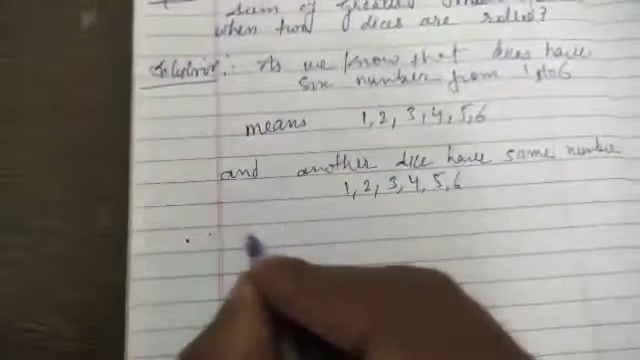 sum of greater
when two dices are rolled?
Solution: As we know that dices have
six number from 1 to 6
means 1, 2, 3, 4, 5, 6
and another dice have same number
1, 2, 3, 4, 5, 6